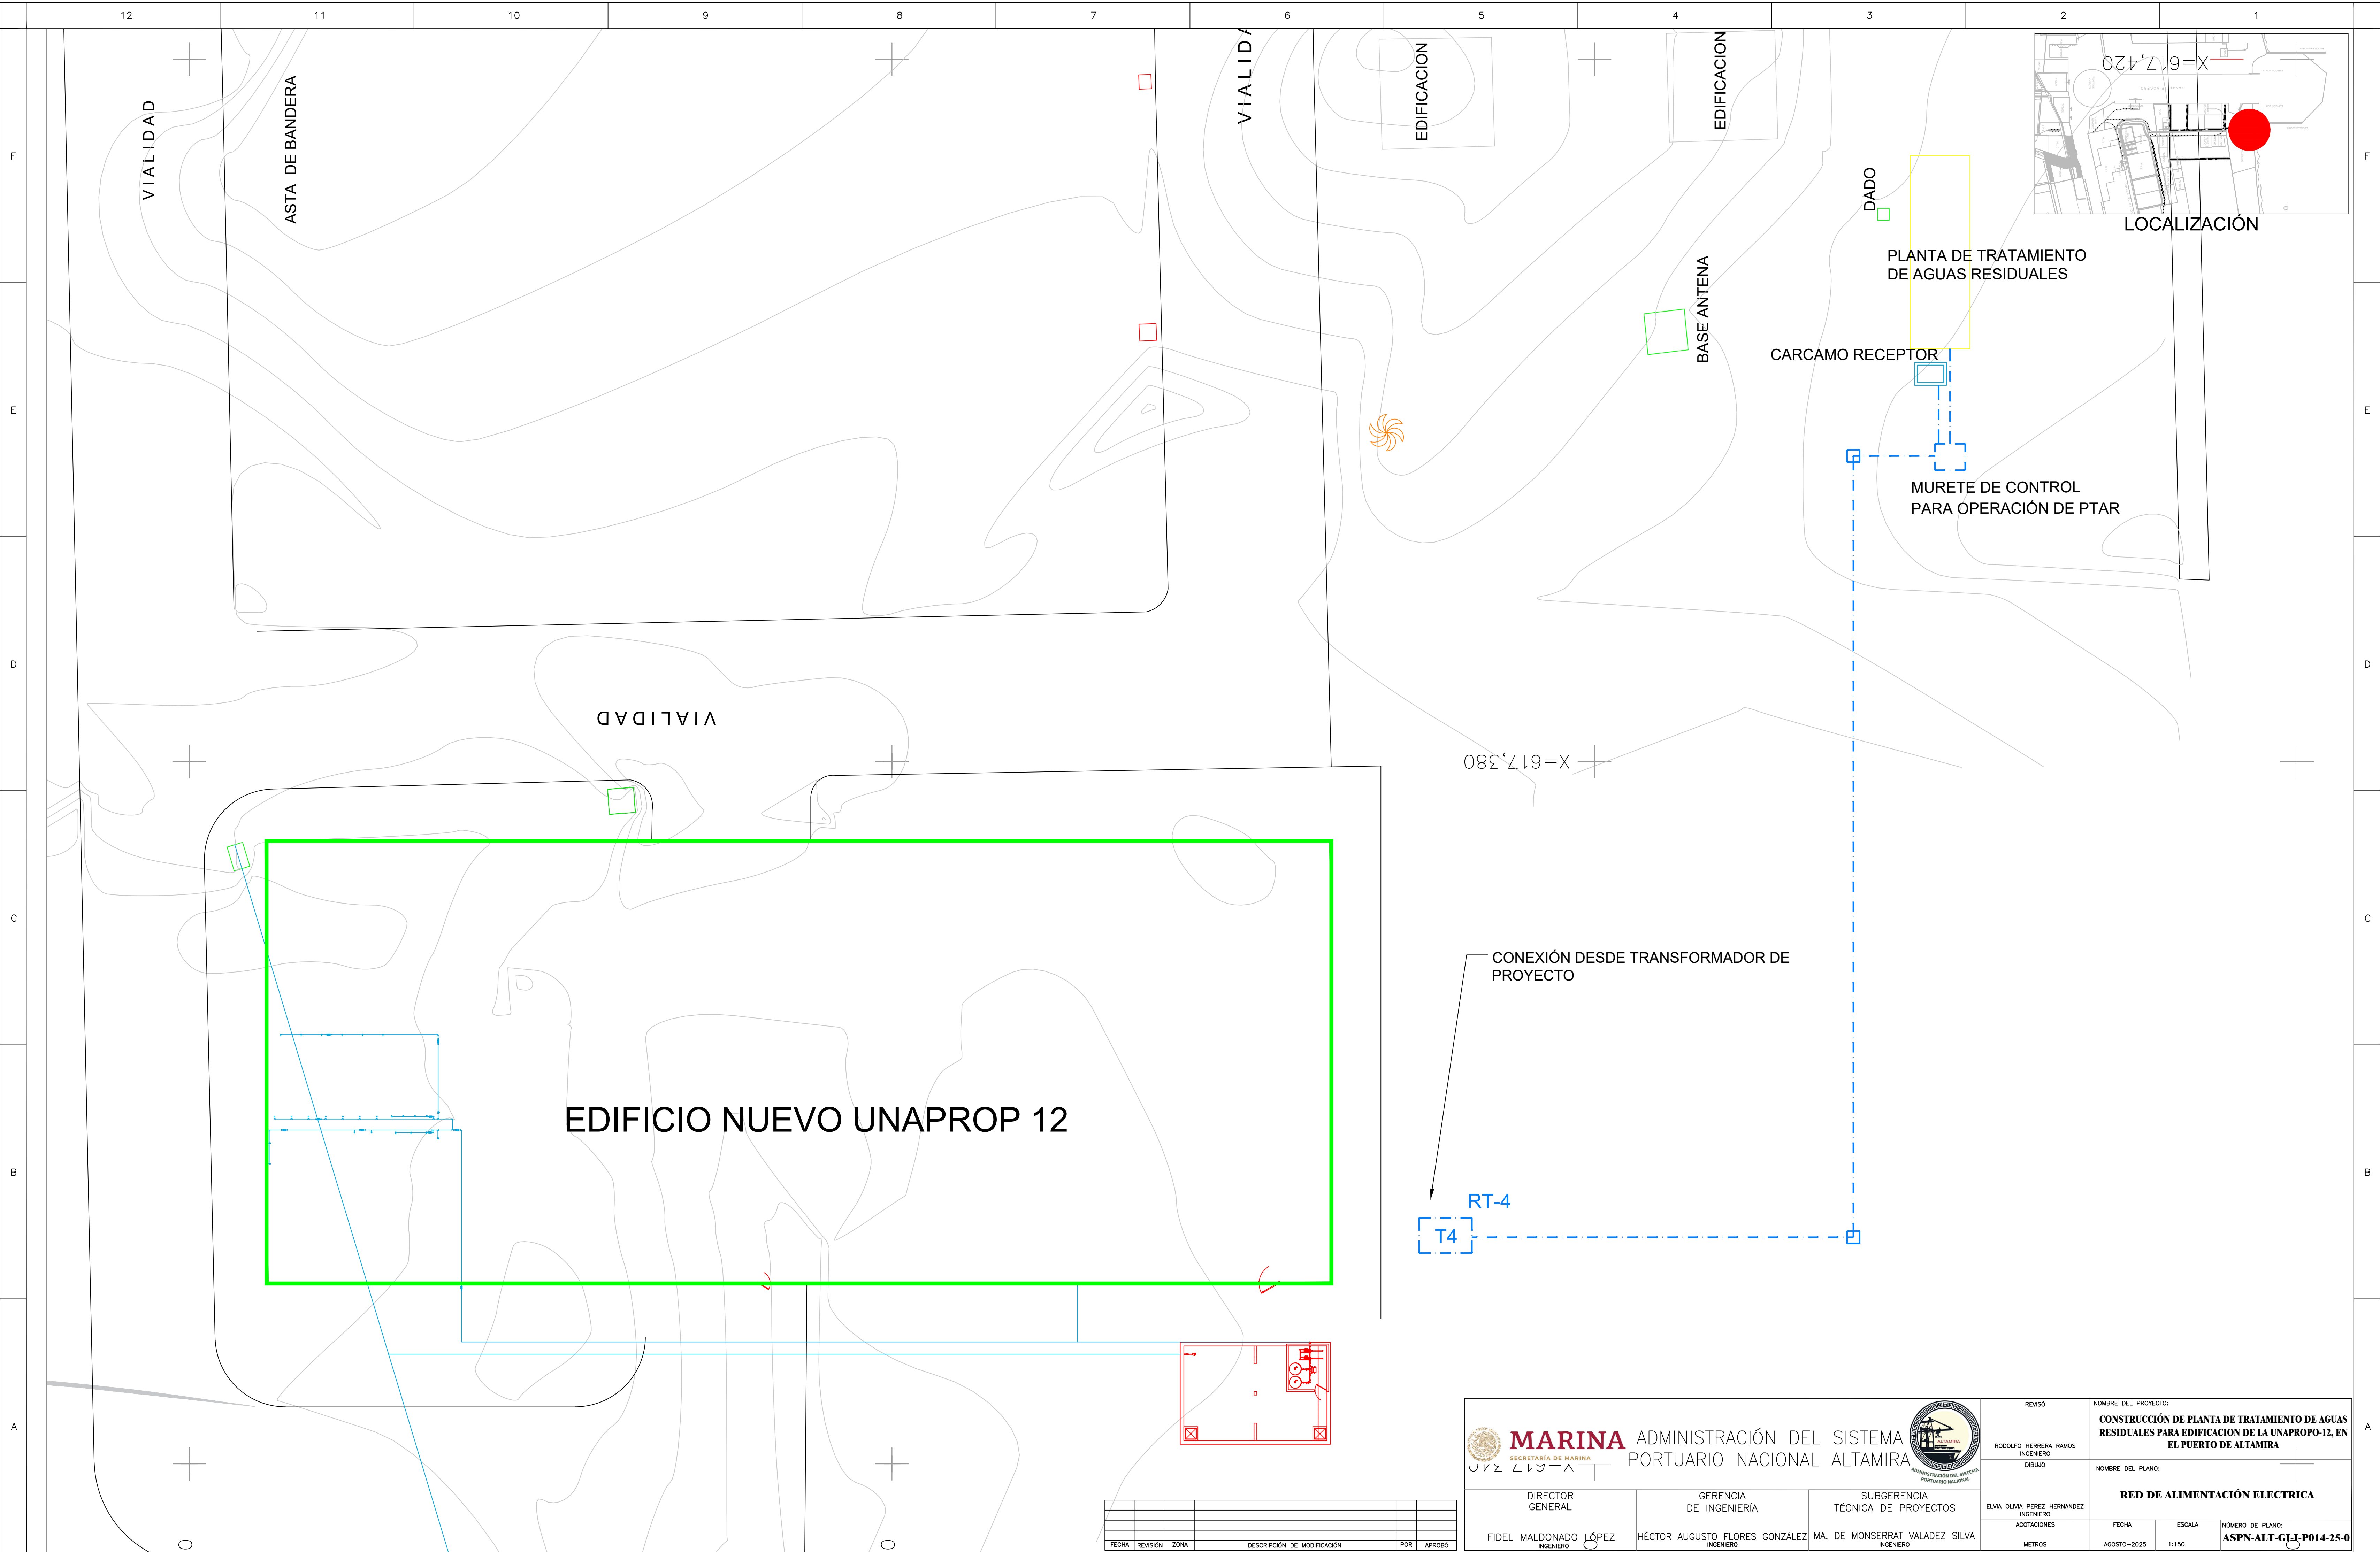 12 11 10 9 8 7 6 5 4 3 2 1
F
E
D
C
B
A
F
E
D
C
B
A
VIALIDAD
ASTA DE BANDERA
VIALIDA
EDIFICACION
EDIFICACION
DADO
X=617,420
LOCALIZACIÓN
PLANTA DE TRATAMIENTO
DE AGUAS RESIDUALES
BASE ANTENA
CARCAMO RECEPTOR
MURETE DE CONTROL
PARA OPERACIÓN DE PTAR
VIALIDAD
X=617,380
CONEXIÓN DESDE TRANSFORMADOR DE
PROYECTO
EDIFICIO NUEVO UNAPROP 12
RT-4
T4
FECHA REVISIÓN ZONA DESCRIPCIÓN DE MODIFICACIÓN POR APROBÓ
MARINA
SECRETARÍA DE MARINA
ADMINISTRACIÓN DEL SISTEMA
PORTUARIO NACIONAL ALTAMIRA
ALTAMIRA
ADMINISTRACIÓN DEL SISTEMA
PORTUARIO NACIONAL
DIRECTOR
GENERAL
FIDEL MALDONADO LÓPEZ
INGENIERO
GERENCIA
DE INGENIERÍA
HÉCTOR AUGUSTO FLORES GONZÁLEZ
INGENIERO
SUBGERENCIA
TÉCNICA DE PROYECTOS
MA. DE MONSERRAT VALADEZ SILVA
INGENIERO
REVISÓ
RODOLFO HERRERA RAMOS
INGENIERO
DIBUJÓ
ELVIA OLIVIA PEREZ HERNANDEZ
INGENIERO
ACOTACIONES
METROS
NOMBRE DEL PROYECTO:
CONSTRUCCIÓN DE PLANTA DE TRATAMIENTO DE AGUAS
RESIDUALES PARA EDIFICACION DE LA UNAPROPO-12, EN
EL PUERTO DE ALTAMIRA
NOMBRE DEL PLANO:
RED DE ALIMENTACIÓN ELECTRICA
FECHA
AGOSTO-2025
ESCALA
1:150
NÚMERO DE PLANO:
ASPN-ALT-GI-I-P014-25-0